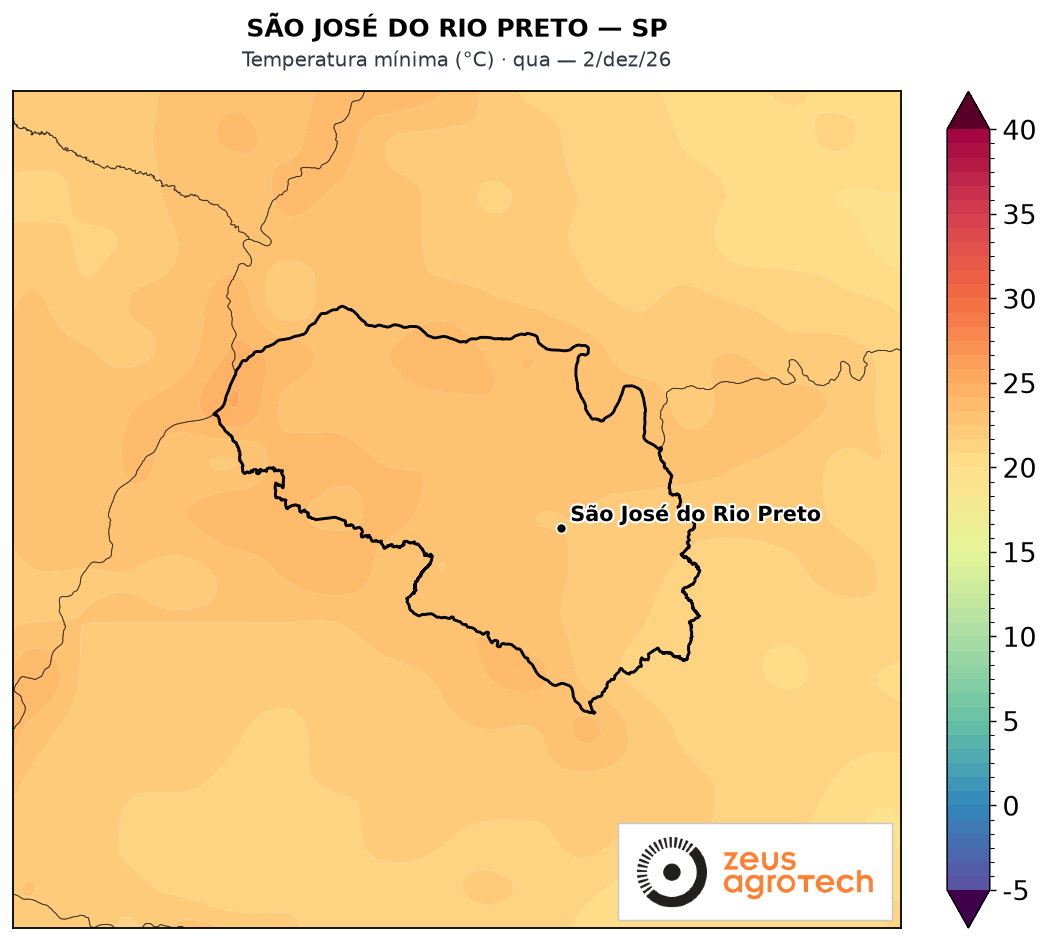 SÃO JOSÉ DO RIO PRETO — SP
Temperatura mínima (°C) · qua — 2/dez/26
40
35
30
25
20
15
10
5
0
-5
São José do Rio Preto
zeus
agrotech